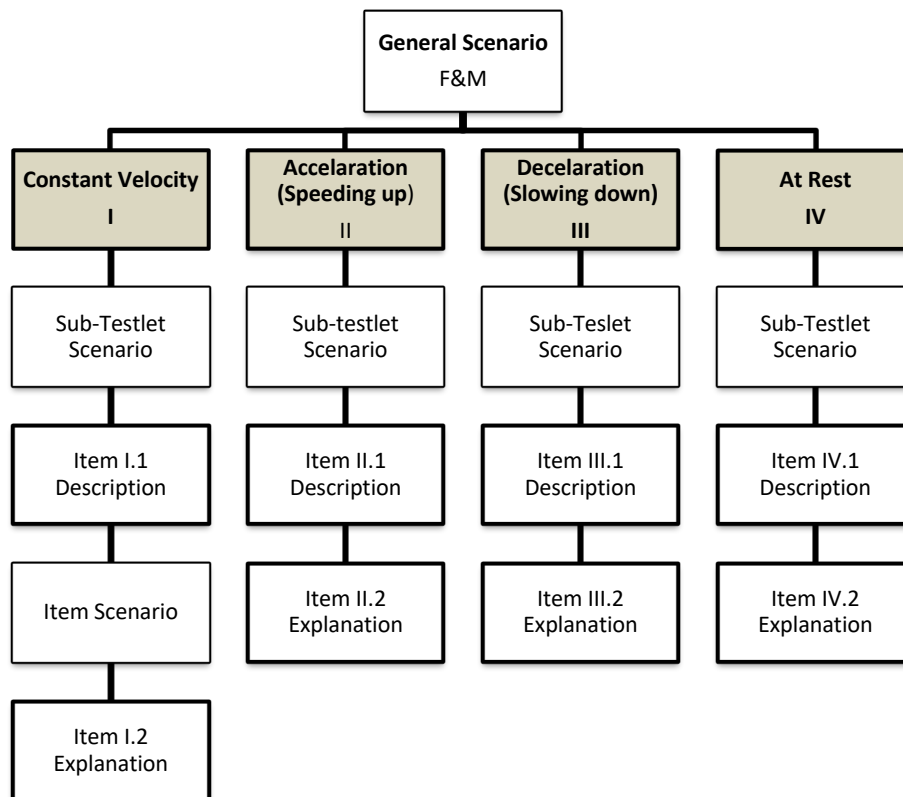 General Scenario
F&M
Constant Velocity
I
Accelaration
(Speeding up)
II
Decelaration
(Slowing down)
III
At Rest
IV
Sub-Testlet
Scenario
Sub-testlet
Scenario
Sub-Teslet
Scenario
Sub-Testlet
Scenario
Item I.1
Description
Item II.1
Description
Item III.1
Description
Item IV.1
Description
Item Scenario
Item II.2
Explanation
Item III.2
Explanation
Item IV.2
Explanation
Item I.2
Explanation